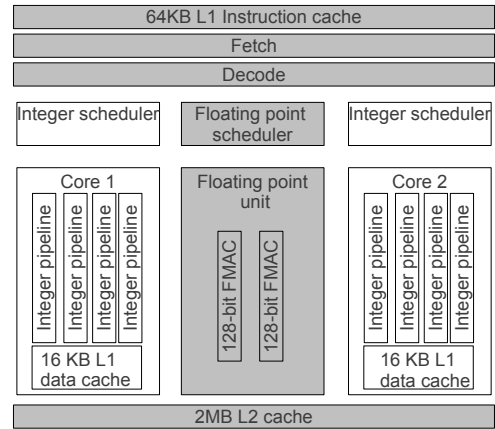 64KB L1 Instruction cache
Fetch
Decode
Integer scheduler
Floating point
scheduler
Integer scheduler
Core 1
Integer pipeline
Integer pipeline
Integer pipeline
Integer pipeline
16 KB L1
data cache
Floating point
unit
128-bit FMAC
128-bit FMAC
Core 2
Integer pipeline
Integer pipeline
Integer pipeline
Integer pipeline
16 KB L1
data cache
2MB L2 cache